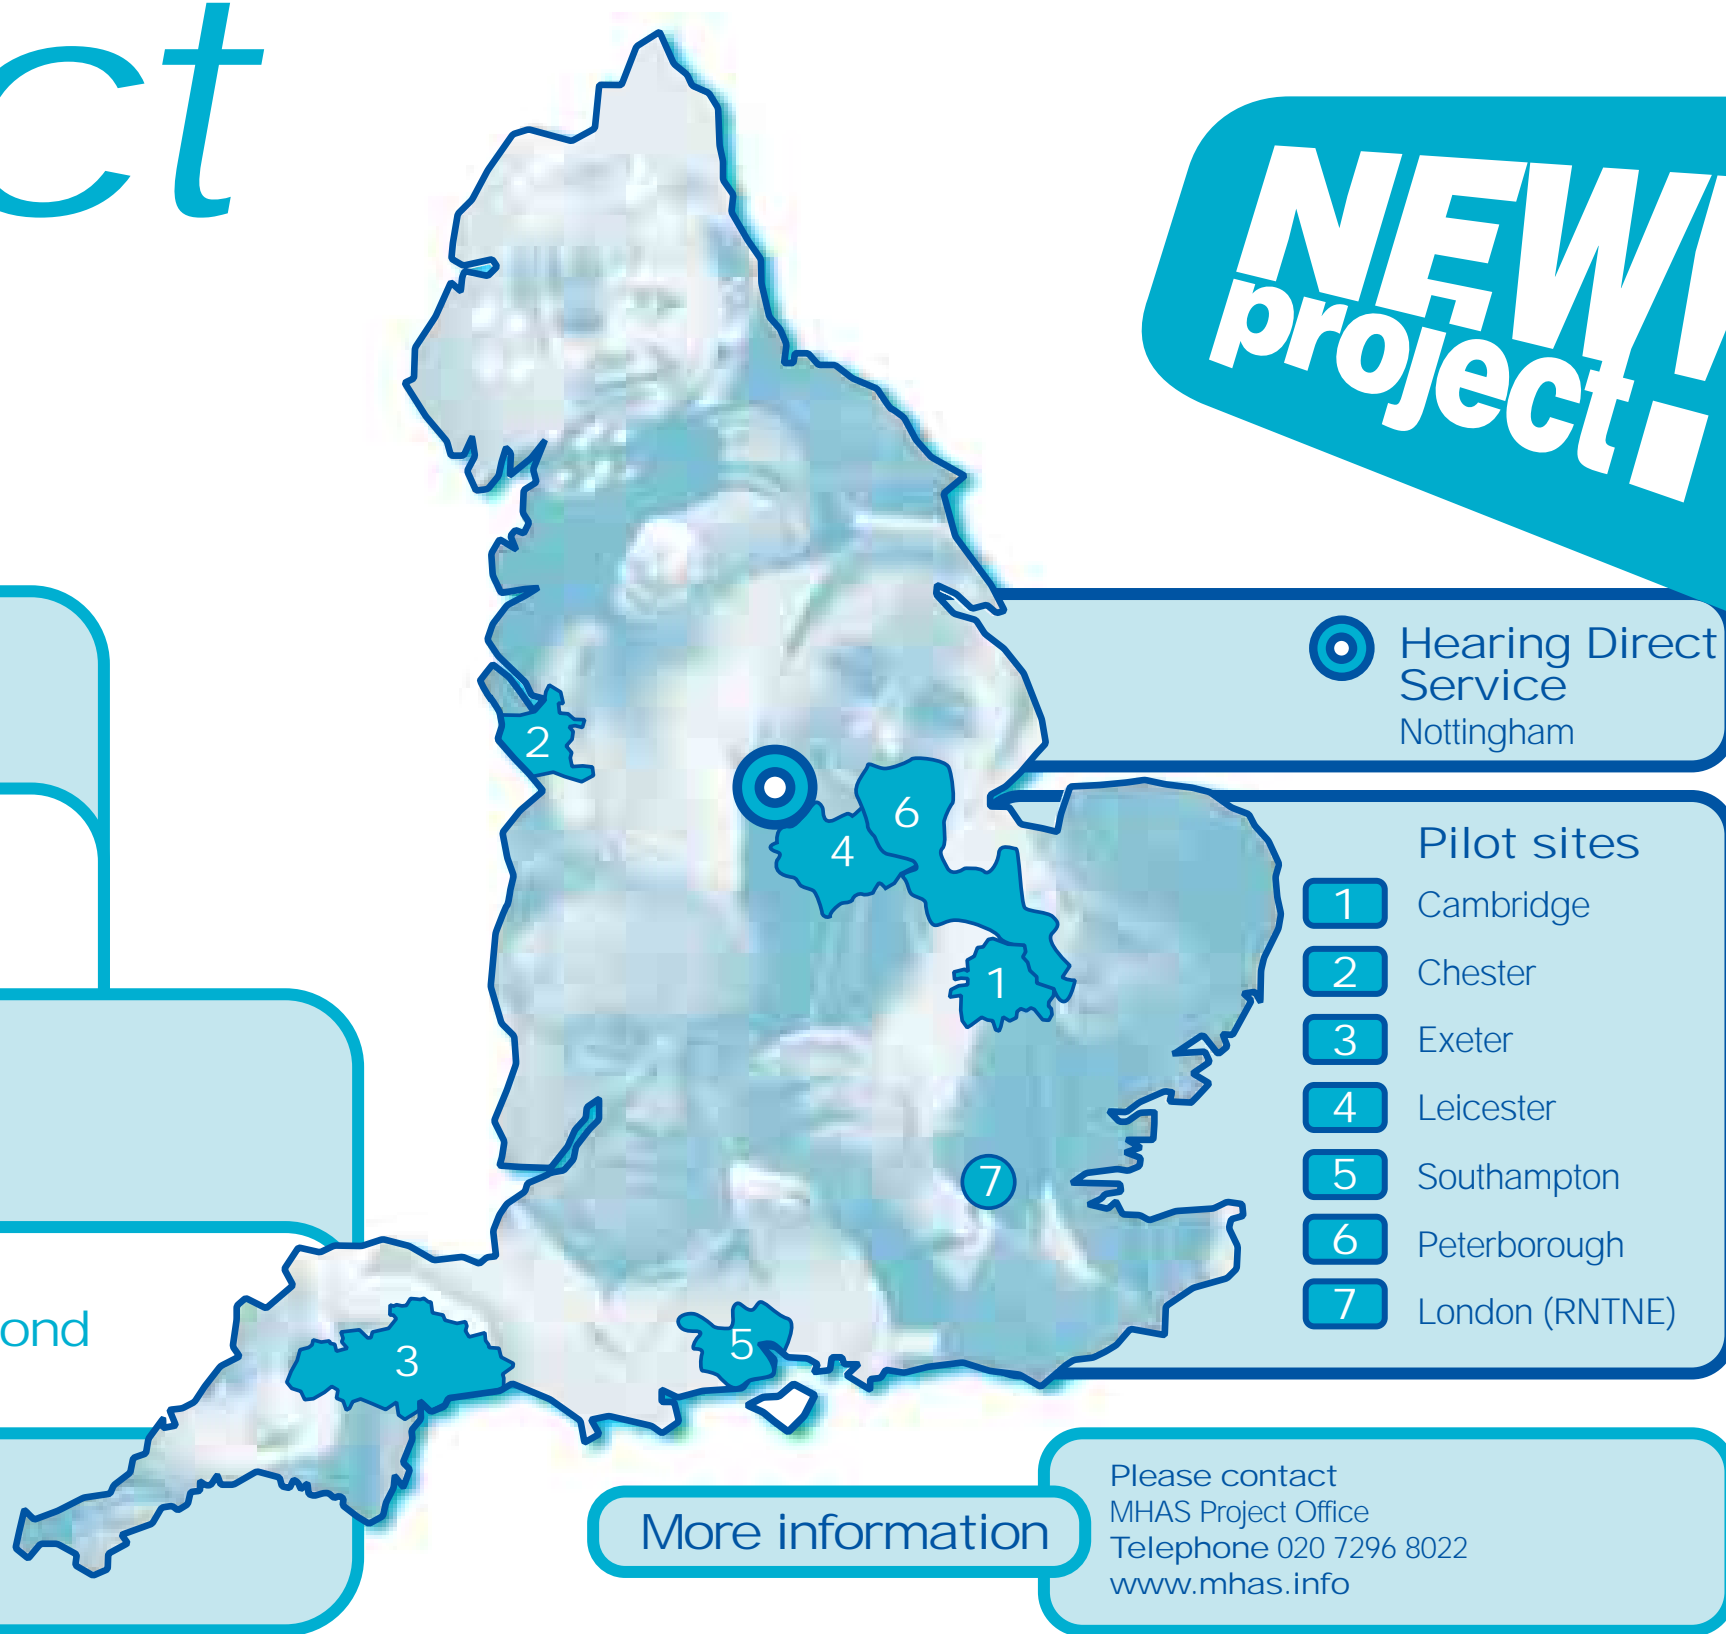 ct
NEW
project!
Hearing Direct
Service
Nottingham
2
6
4
1
7
3
5
Pilot sites
1 Cambridge
2 Chester
3 Exeter
4 Leicester
5 Southampton
6 Peterborough
7 London (RNTNE)
ond
More information
Please contact
MHAS Project Office
Telephone 020 7296 8022
www.mhas.info